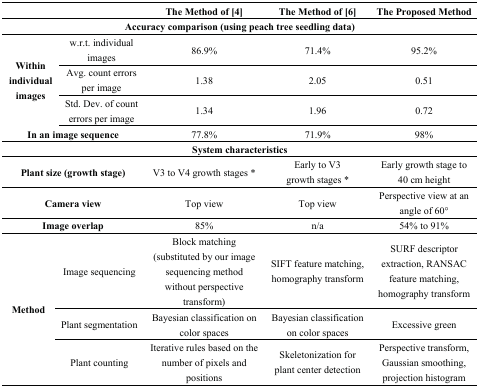 The Method of [4] The Method of [6] The Proposed Method
Accuracy comparison (using peach tree seedling data)
Within individual images
w.r.t. individual images 86.9% 71.4% 95.2%
Avg. count errors per image 1.38 2.05 0.51
Std. Dev. of count errors per image 1.34 1.96 0.72
In an image sequence 77.8% 71.9% 98%
System characteristics
Plant size (growth stage) V3 to V4 growth stages * Early to V3 growth stages * Early growth stage to 40 cm height
Camera view Top view Top view Perspective view at an angle of 60°
Image overlap 85% n/a 54% to 91%
Method
Image sequencing Block matching (substituted by our image sequencing method without perspective transform) SIFT feature matching, homography transform SURF descriptor extraction, RANSAC feature matching, homography transform
Plant segmentation Bayesian classification on color spaces Bayesian classification on color spaces Excessive green
Plant counting Iterative rules based on the number of pixels and positions Skeletonization for plant center detection Perspective transform, Gaussian smoothing, projection histogram